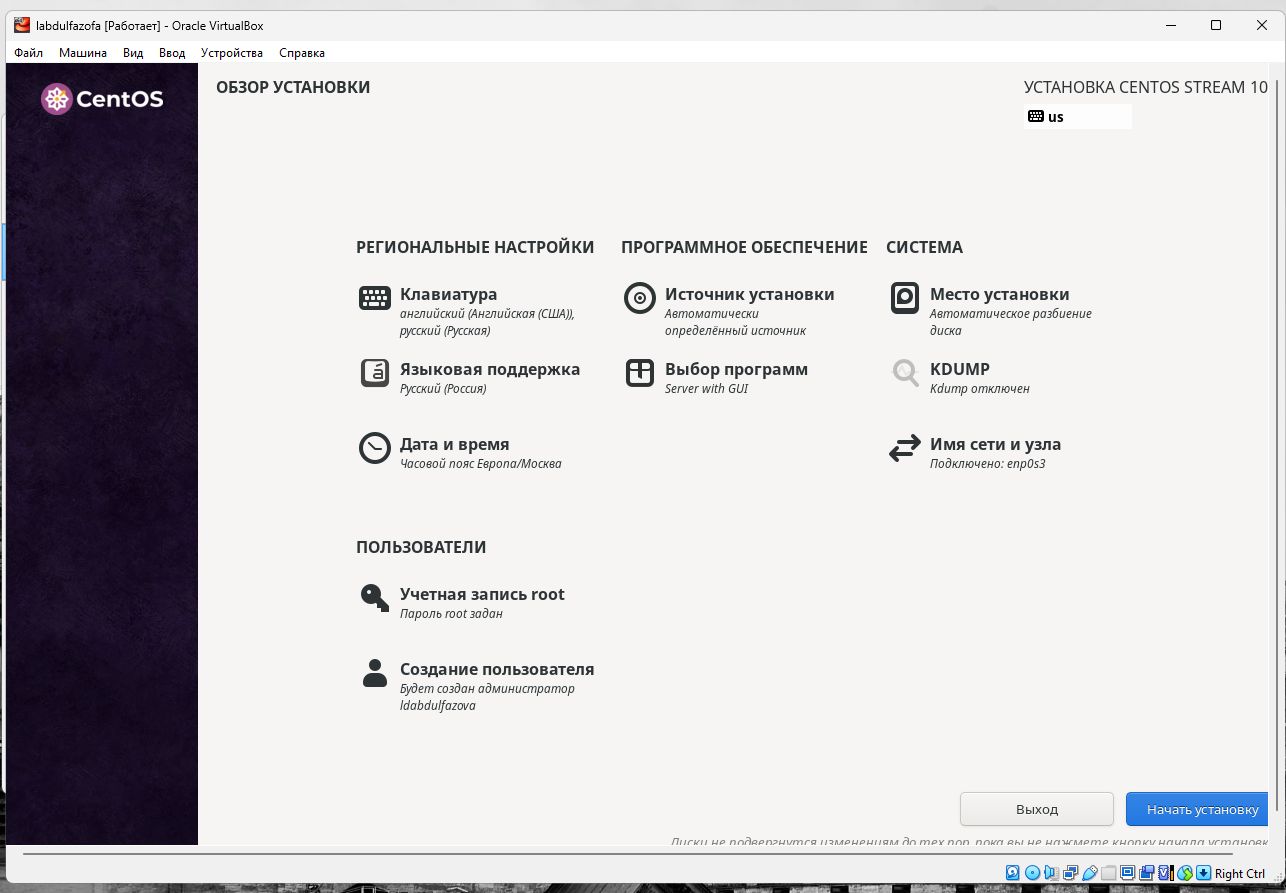 labdulfazofa [Работает] - Oracle VirtualBox
Файл Машина Вид Ввод Устройства Справка
CentOS
ОБЗОР УСТАНОВКИ
УСТАНОВКА CENTOS STREAM 10
us
РЕГИОНАЛЬНЫЕ НАСТРОЙКИ
Клавиатура
английский (Английская (США)),
русский (Русская)
Языковая поддержка
Русский (Россия)
Дата и время
Часовой пояс Европа/Москва
ПРОГРАММНОЕ ОБЕСПЕЧЕНИЕ
Источник установки
Автоматически
определённый источник
Выбор программ
Server with GUI
СИСТЕМА
Место установки
Автоматическое разбиение
диска
KDUMP
Kdump отключен
Имя сети и узла
Подключено: enp0s3
ПОЛЬЗОВАТЕЛИ
Учетная запись root
Пароль root задан
Создание пользователя
Будет создан администратор
ldabdulfazova
Выход
Начать установку
Диски не подвергнутся изменениям до тех пор, пока вы не нажмете кнопку начала установк
Right Ctrl